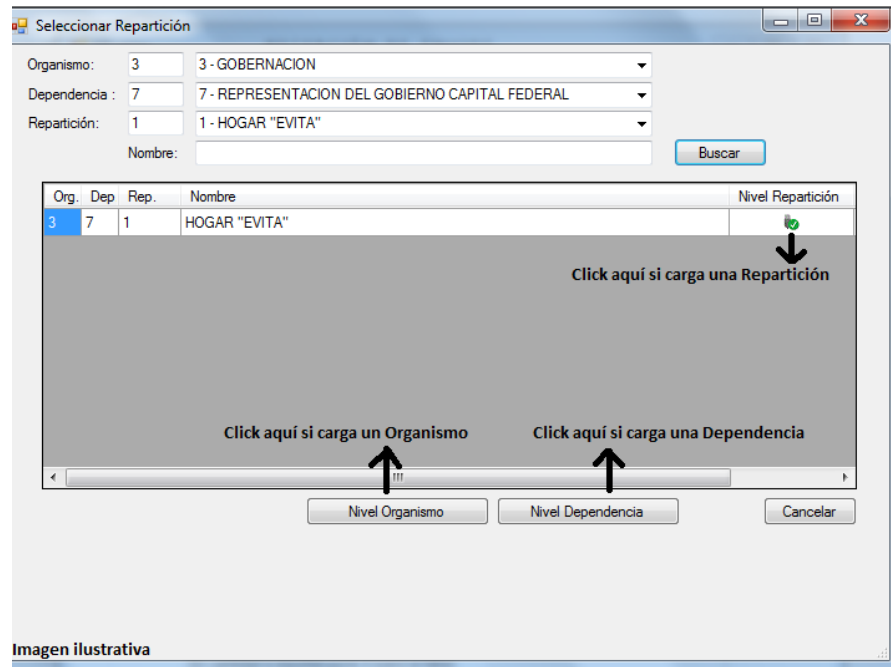 Seleccionar Repartición
Organismo: 3 3 - GOBERNACION
Dependencia : 7 7 - REPRESENTACION DEL GOBIERNO CAPITAL FEDERAL
Repartición: 1 1 - HOGAR "EVITA"
Nombre: Buscar
Org. Dep Rep. Nombre Nivel Repartición
3 7 1 HOGAR "EVITA"
Click aquí si carga una Repartición
Click aquí si carga un Organismo Click aquí si carga una Dependencia
Nivel Organismo Nivel Dependencia Cancelar
Imagen ilustrativa